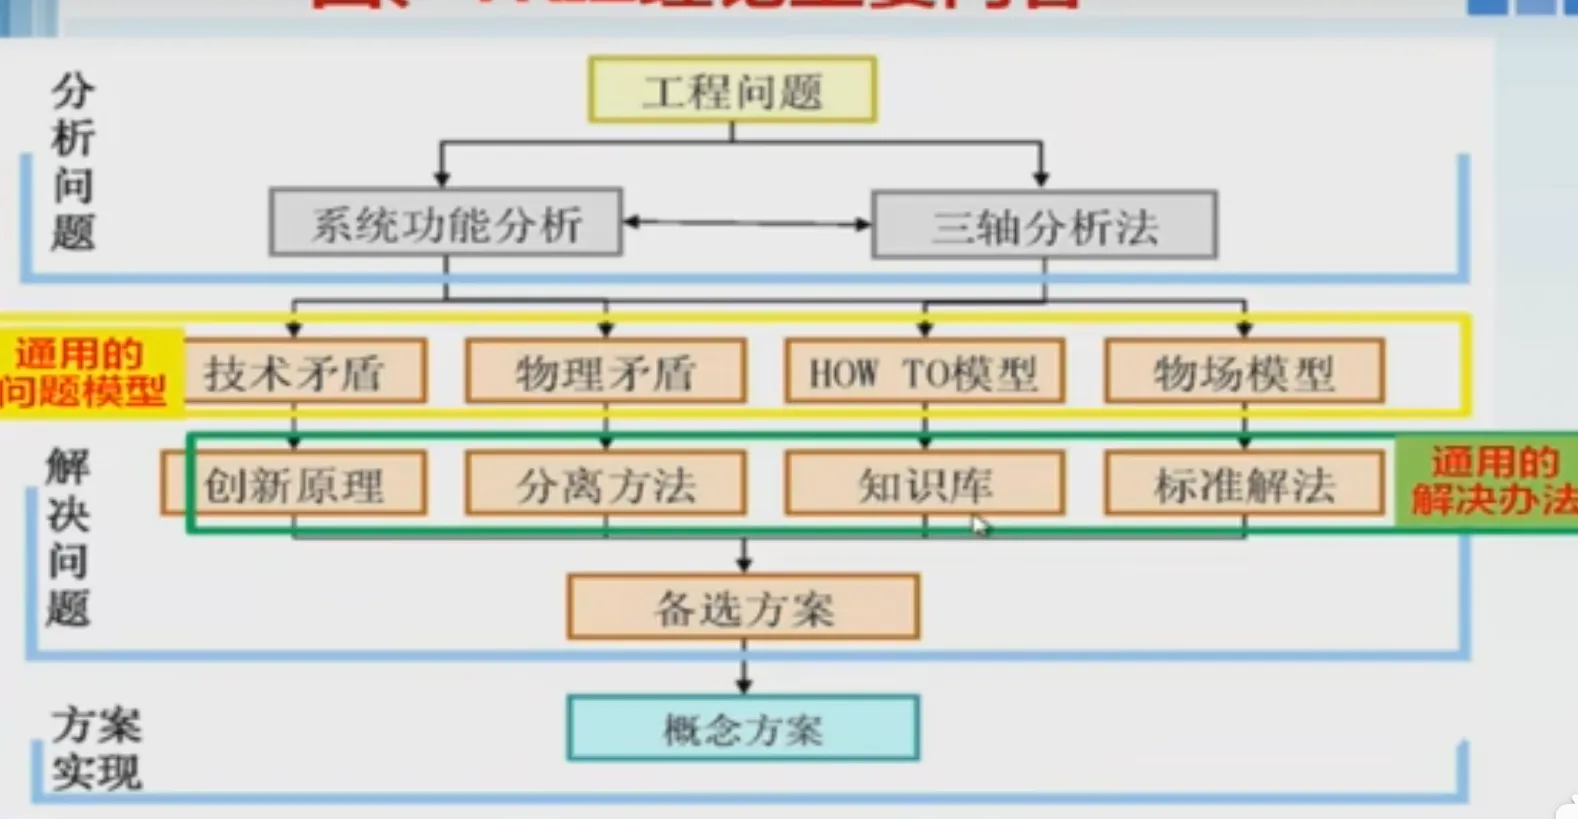 分析问题
工程问题
系统功能分析
三轴分析法
通用的
问题模型
技术矛盾
物理矛盾
HOW TO模型
物场模型
解决问题
创新原理
分离方法
知识库
标准解法
通用的
解决办法
备选方案
方案
实现
概念方案